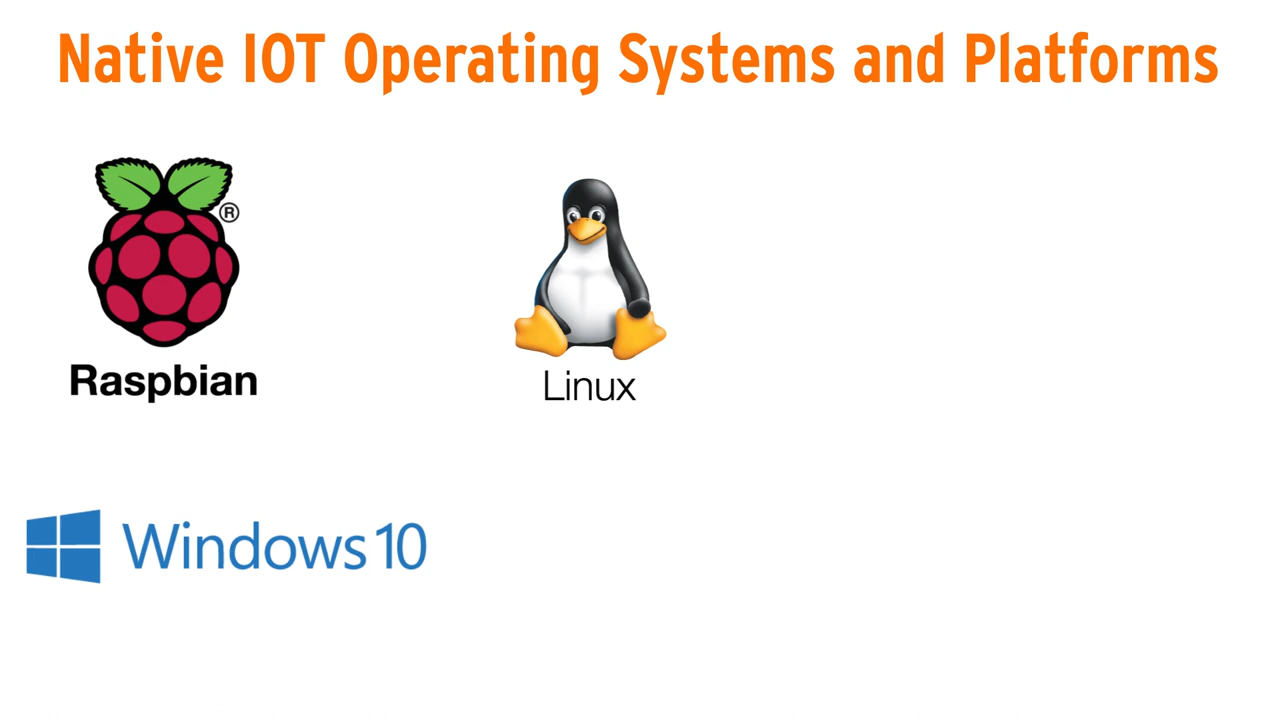 Native IOT Operating Systems and Platforms
®
Raspbian
Linux
Windows 10